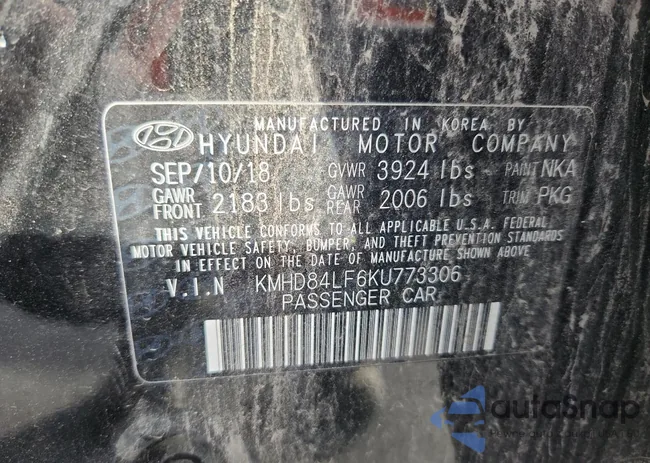 MANUFACTURED IN KOREA BY
HYUNDAI MOTOR COMPANY
SEP/10/18 GVWR 3924 lbs PAINT NKA
GAWR FRONT 2183 lbs GAWR REAR 2006 lbs TRIM PKG
THIS VEHICLE CONFORMS TO ALL APPLICABLE U.S.A. FEDERAL
MOTOR VEHICLE SAFETY, BUMPER, AND THEFT PREVENTION STANDARDS
IN EFFECT ON THE DATE OF MANUFACTURE SHOWN ABOVE
V.I.N KMHD84LF6KU773306
PASSENGER CAR
autoSnap